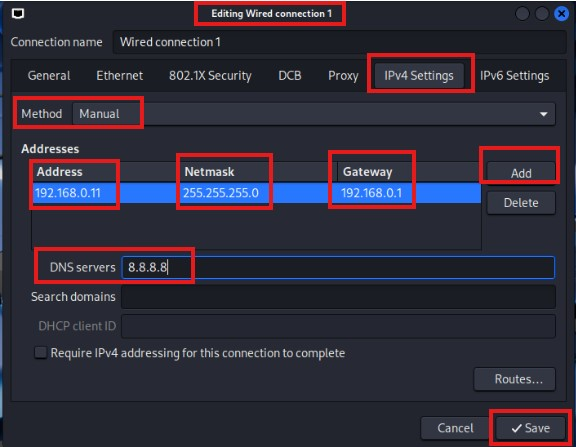 Editing Wired connection 1
Connection name Wired connection 1
General Ethernet 802.1X Security DCB Proxy IPv4 Settings IPv6 Settings
Method Manual
Addresses
Address Netmask Gateway Add
192.168.0.11 255.255.255.0 192.168.0.1
Delete
DNS servers 8.8.8.8
Search domains
DHCP client ID
Require IPv4 addressing for this connection to complete
Routes...
Cancel Save